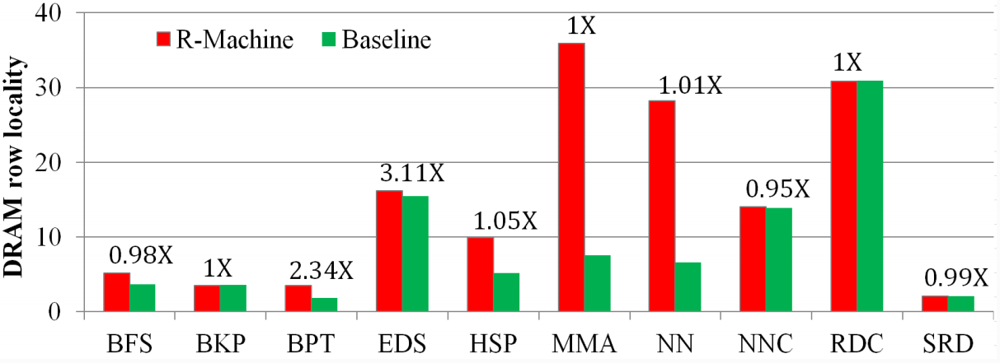 DRAM row locality
40
30
20
10
0
R-Machine Baseline
0.98X 1X 2.34X 3.11X 1.05X 1X 1.01X 0.95X 1X 0.99X
BFS BKP BPT EDS HSP MMA NN NNC RDC SRD